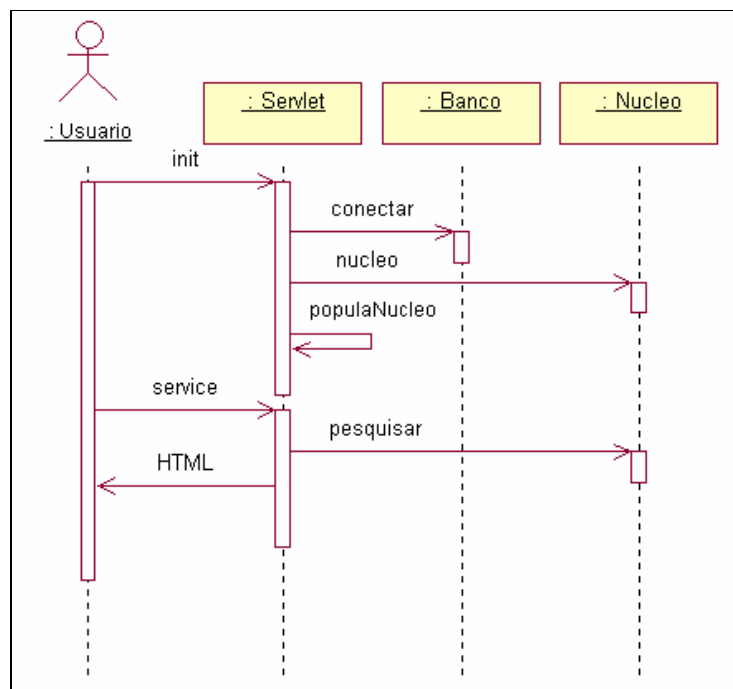 : Servlet
: Banco
: Nucleo
: Usuario
init
conectar
nucleo
populaNucleo
service
pesquisar
HTML